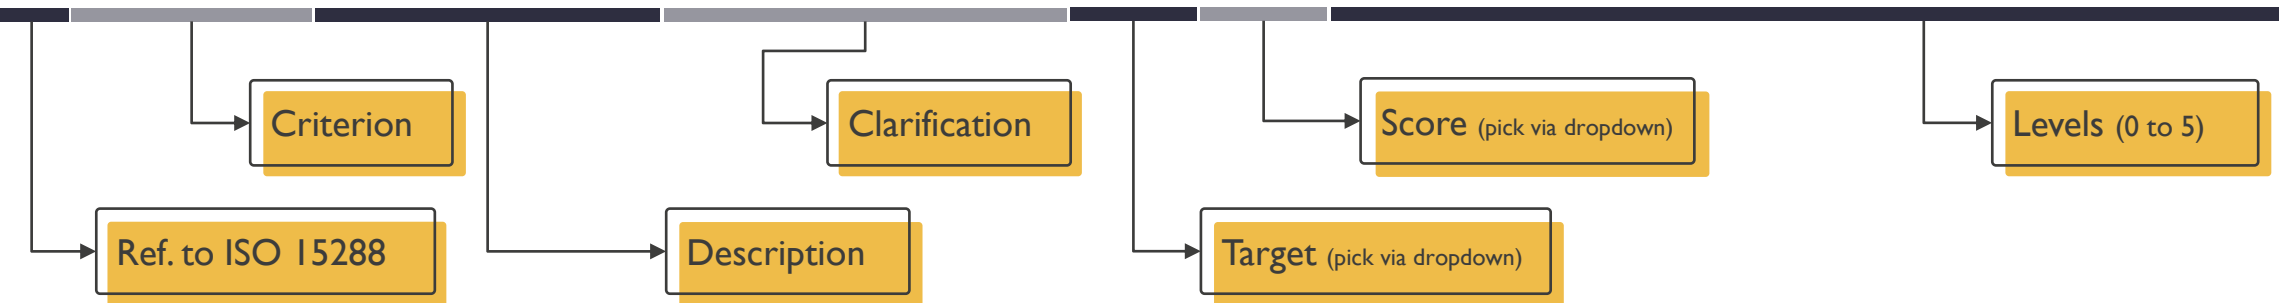 Criterion
Clarification
Score (pick via dropdown)
Levels (0 to 5)
Ref. to ISO 15288
Description
Target (pick via dropdown)